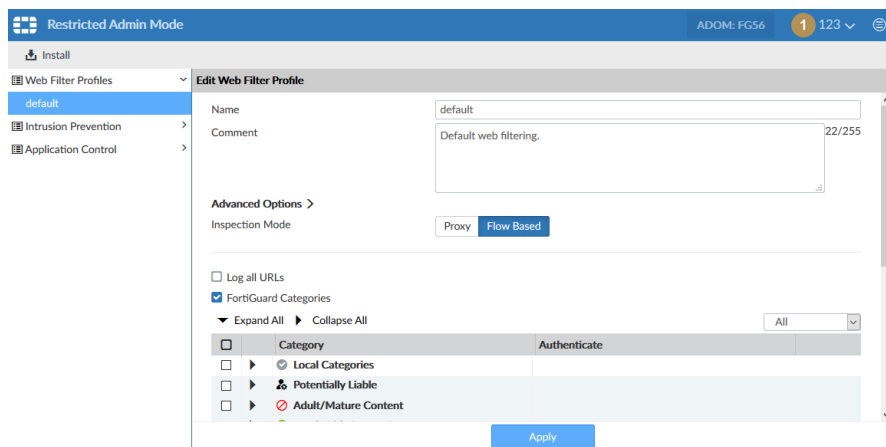 Restricted Admin Mode
ADOM: FG56
1 123
Install
Web Filter Profiles
default
Intrusion Prevention
Application Control
Edit Web Filter Profile
Name default
Comment Default web filtering. 22/255
Advanced Options >
Inspection Mode Proxy Flow Based
Log all URLs
FortiGuard Categories
Expand All Collapse All All
Category Authenticate
Local Categories
Potentially Liable
Adult/Mature Content
Apply